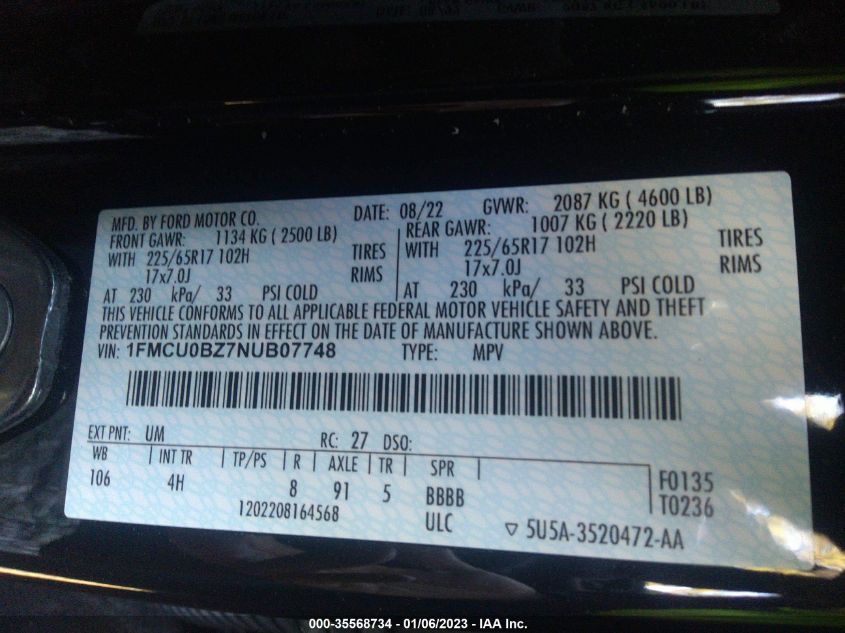 MFD. BY FORD MOTOR CO. DATE: 08/22 GVWR: 2087 KG ( 4600 LB)
FRONT GAWR: 1134 KG ( 2500 LB) REAR GAWR: 1007 KG ( 2220 LB)
WITH 225/65R17 102H TIRES WITH 225/65R17 102H TIRES
17x7.0J RIMS 17x7.0J RIMS
AT 230 kPa/ 33 PSI COLD AT 230 kPa/ 33 PSI COLD
THIS VEHICLE CONFORMS TO ALL APPLICABLE FEDERAL MOTOR VEHICLE SAFETY AND THEFT
PREVENTION STANDARDS IN EFFECT ON THE DATE OF MANUFACTURE SHOWN ABOVE.
VIN: 1FMCU0BZ7NUB07748 TYPE: MPV
EXT PNT: UM RC: 27 DSO:
WB INT TR TP/PS R AXLE TR SPR
106 4H 8 91 5 BBBB F0135
1202208164568 ULC T0236
5U5A-3520472-AA
000-35568734 - 01/06/2023 - IAA Inc.